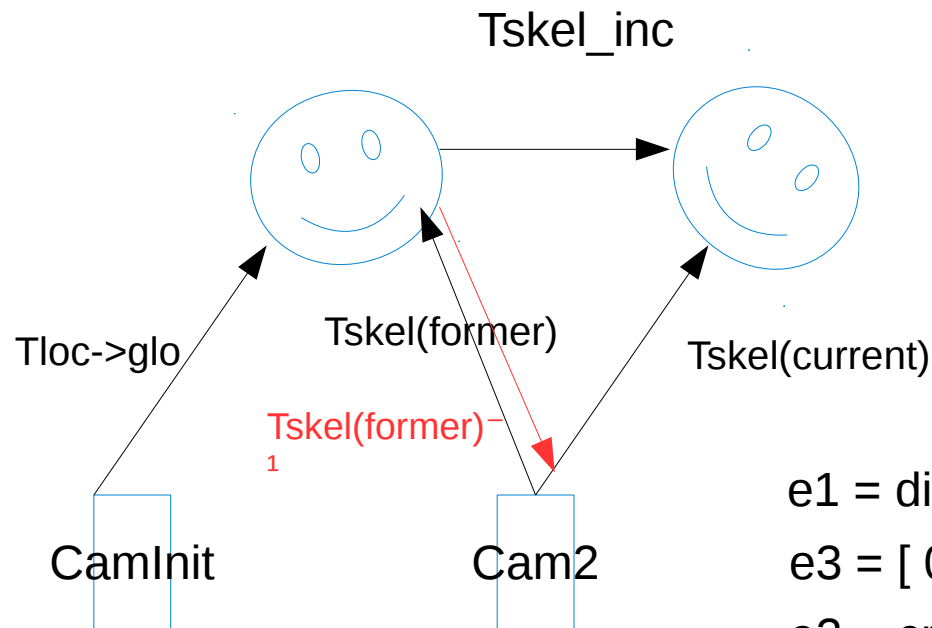 Tskel_inc
Tskel(former)
Tloc->glo
Tskel(current)
Tskel(former)⁻
1
e1 = di
CamInit
Cam2
e3 = [